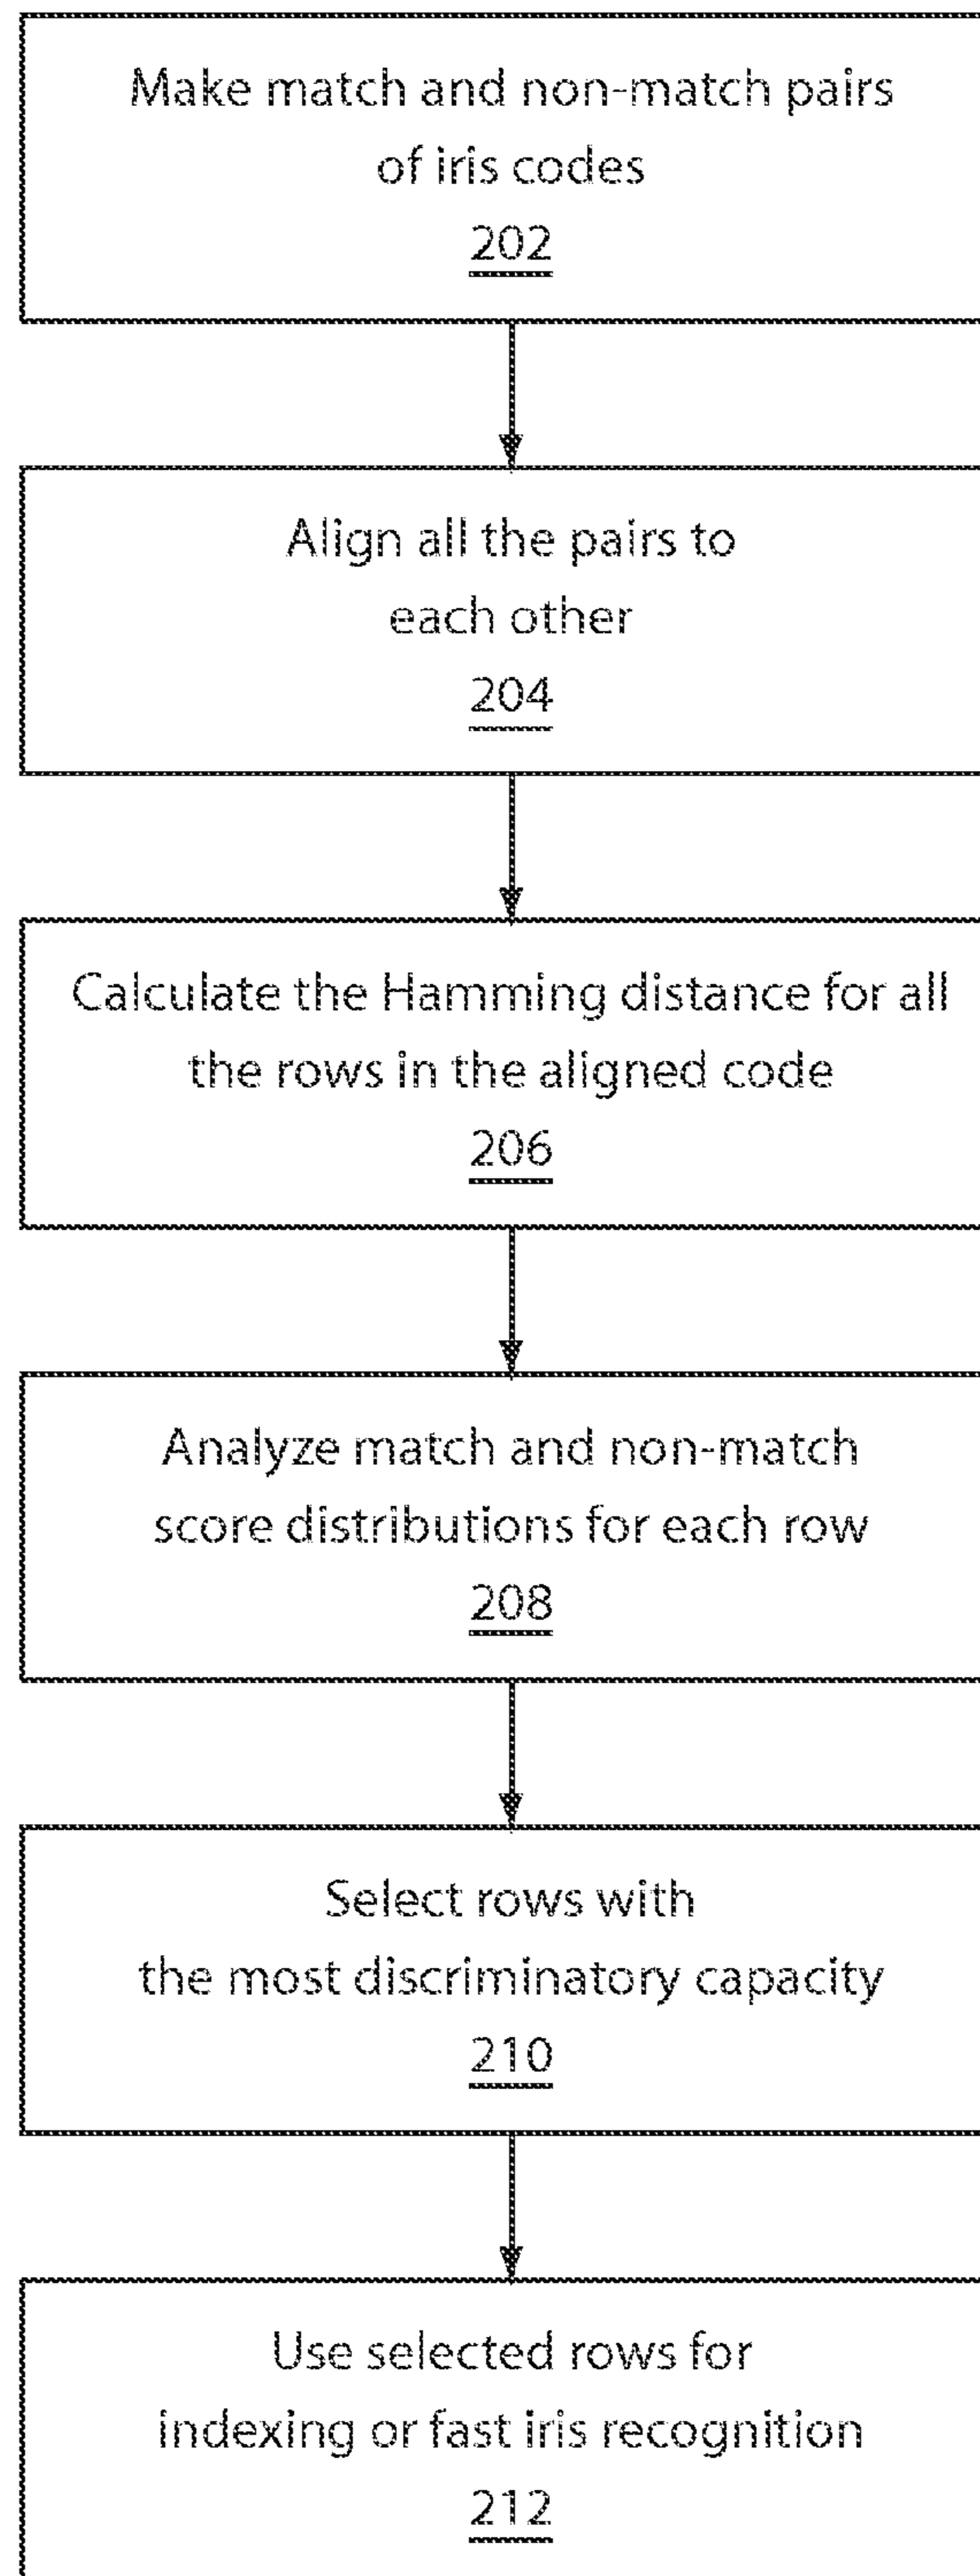 Make match and non-match pairs
of iris codes
202
Align all the pairs to
each other
204
Calculate the Hamming distance for all
the rows in the aligned code
206
Analyze match and non-match
score distributions for each row
208
Select rows with
the most discriminatory capacity
210
Use selected rows for
indexing or fast iris recognition
212